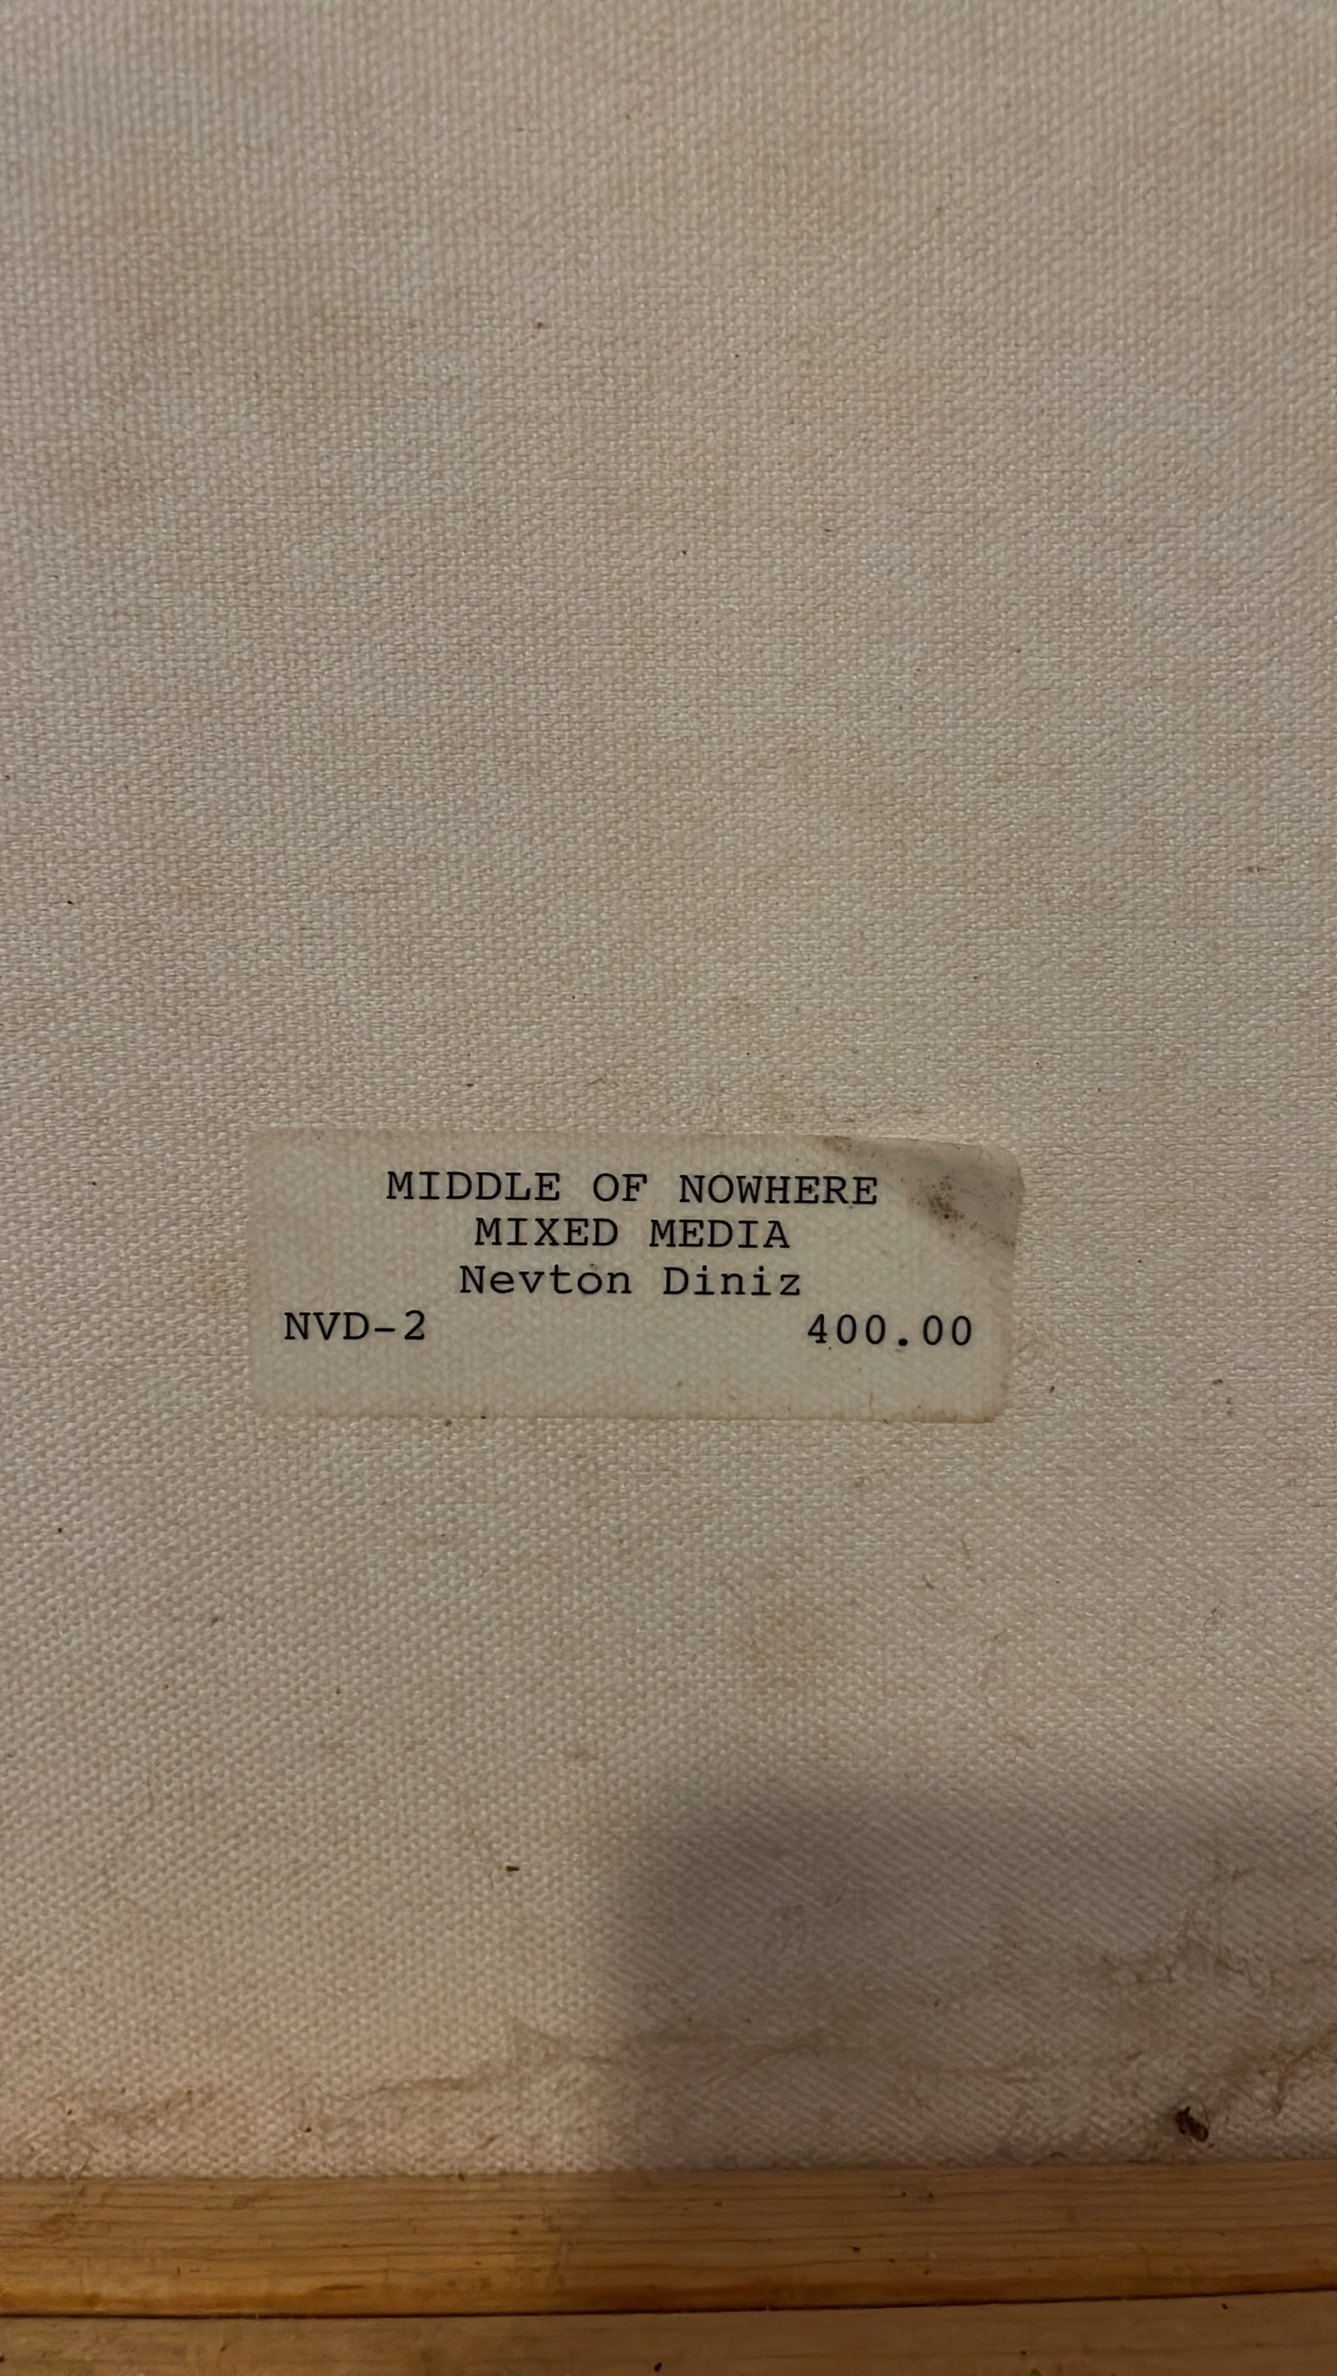 MIDDLE OF NOWHERE
MIXED MEDIA
Nevton Diniz
NVD-2 400.00